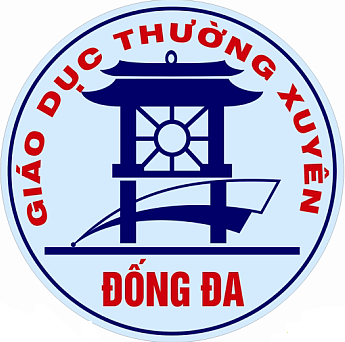 GIÁO DỤC THƯỜNG XUYÊN
ĐỐNG ĐA